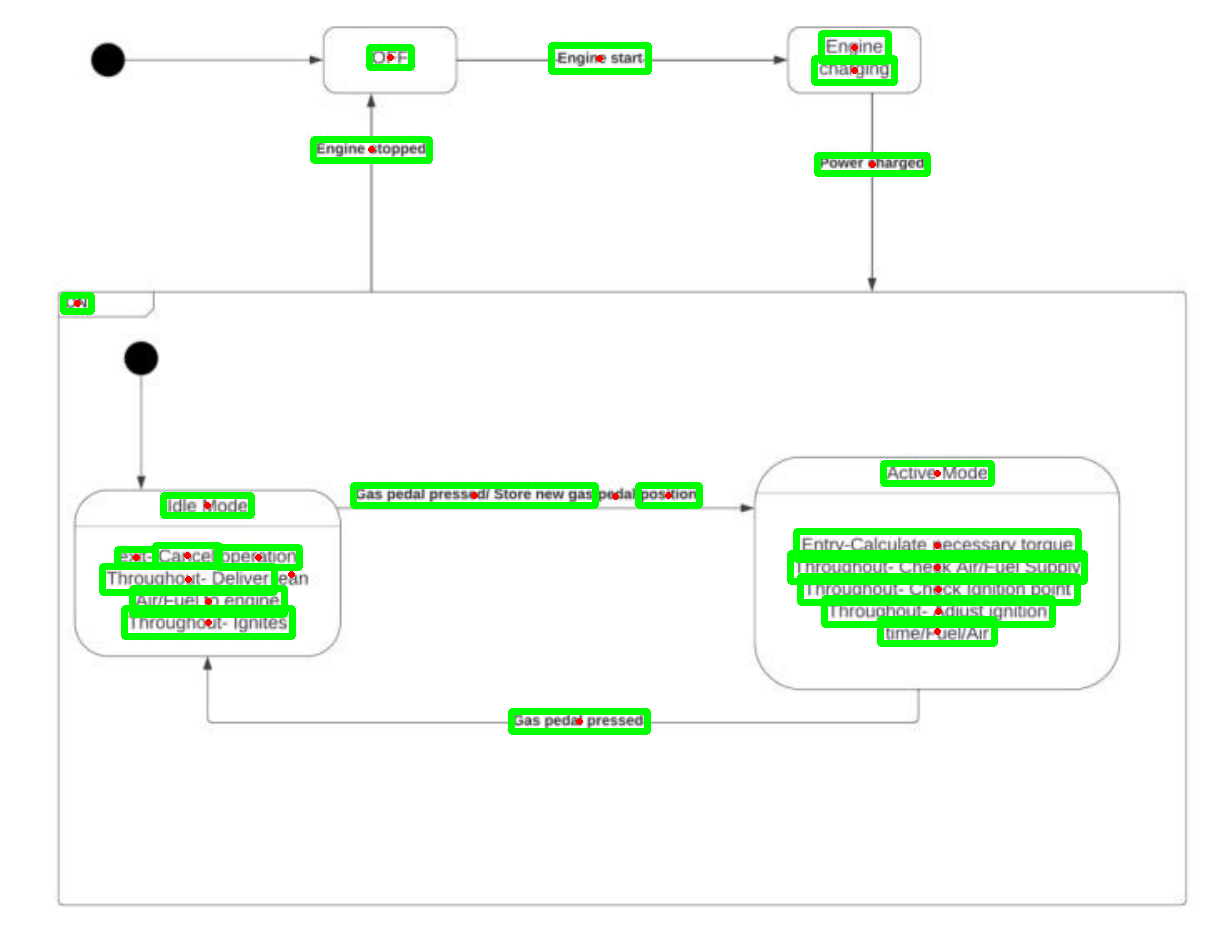 OFF
Engine start
Engine
charging
Engine stopped
Power charged
ON
Idle Mode
exit- Cancel operation
Throughout- Deliver lean
Air/Fuel to engine
Throughout- Ignites
Gas pedal pressed/ Store new gas pedal position
Active Mode
Entry-Calculate necessary torque
Throughout- Check Air/Fuel Supply
Throughout- Check ignition point
Throughout- Adjust ignition
time/Fuel/Air
Gas pedal pressed